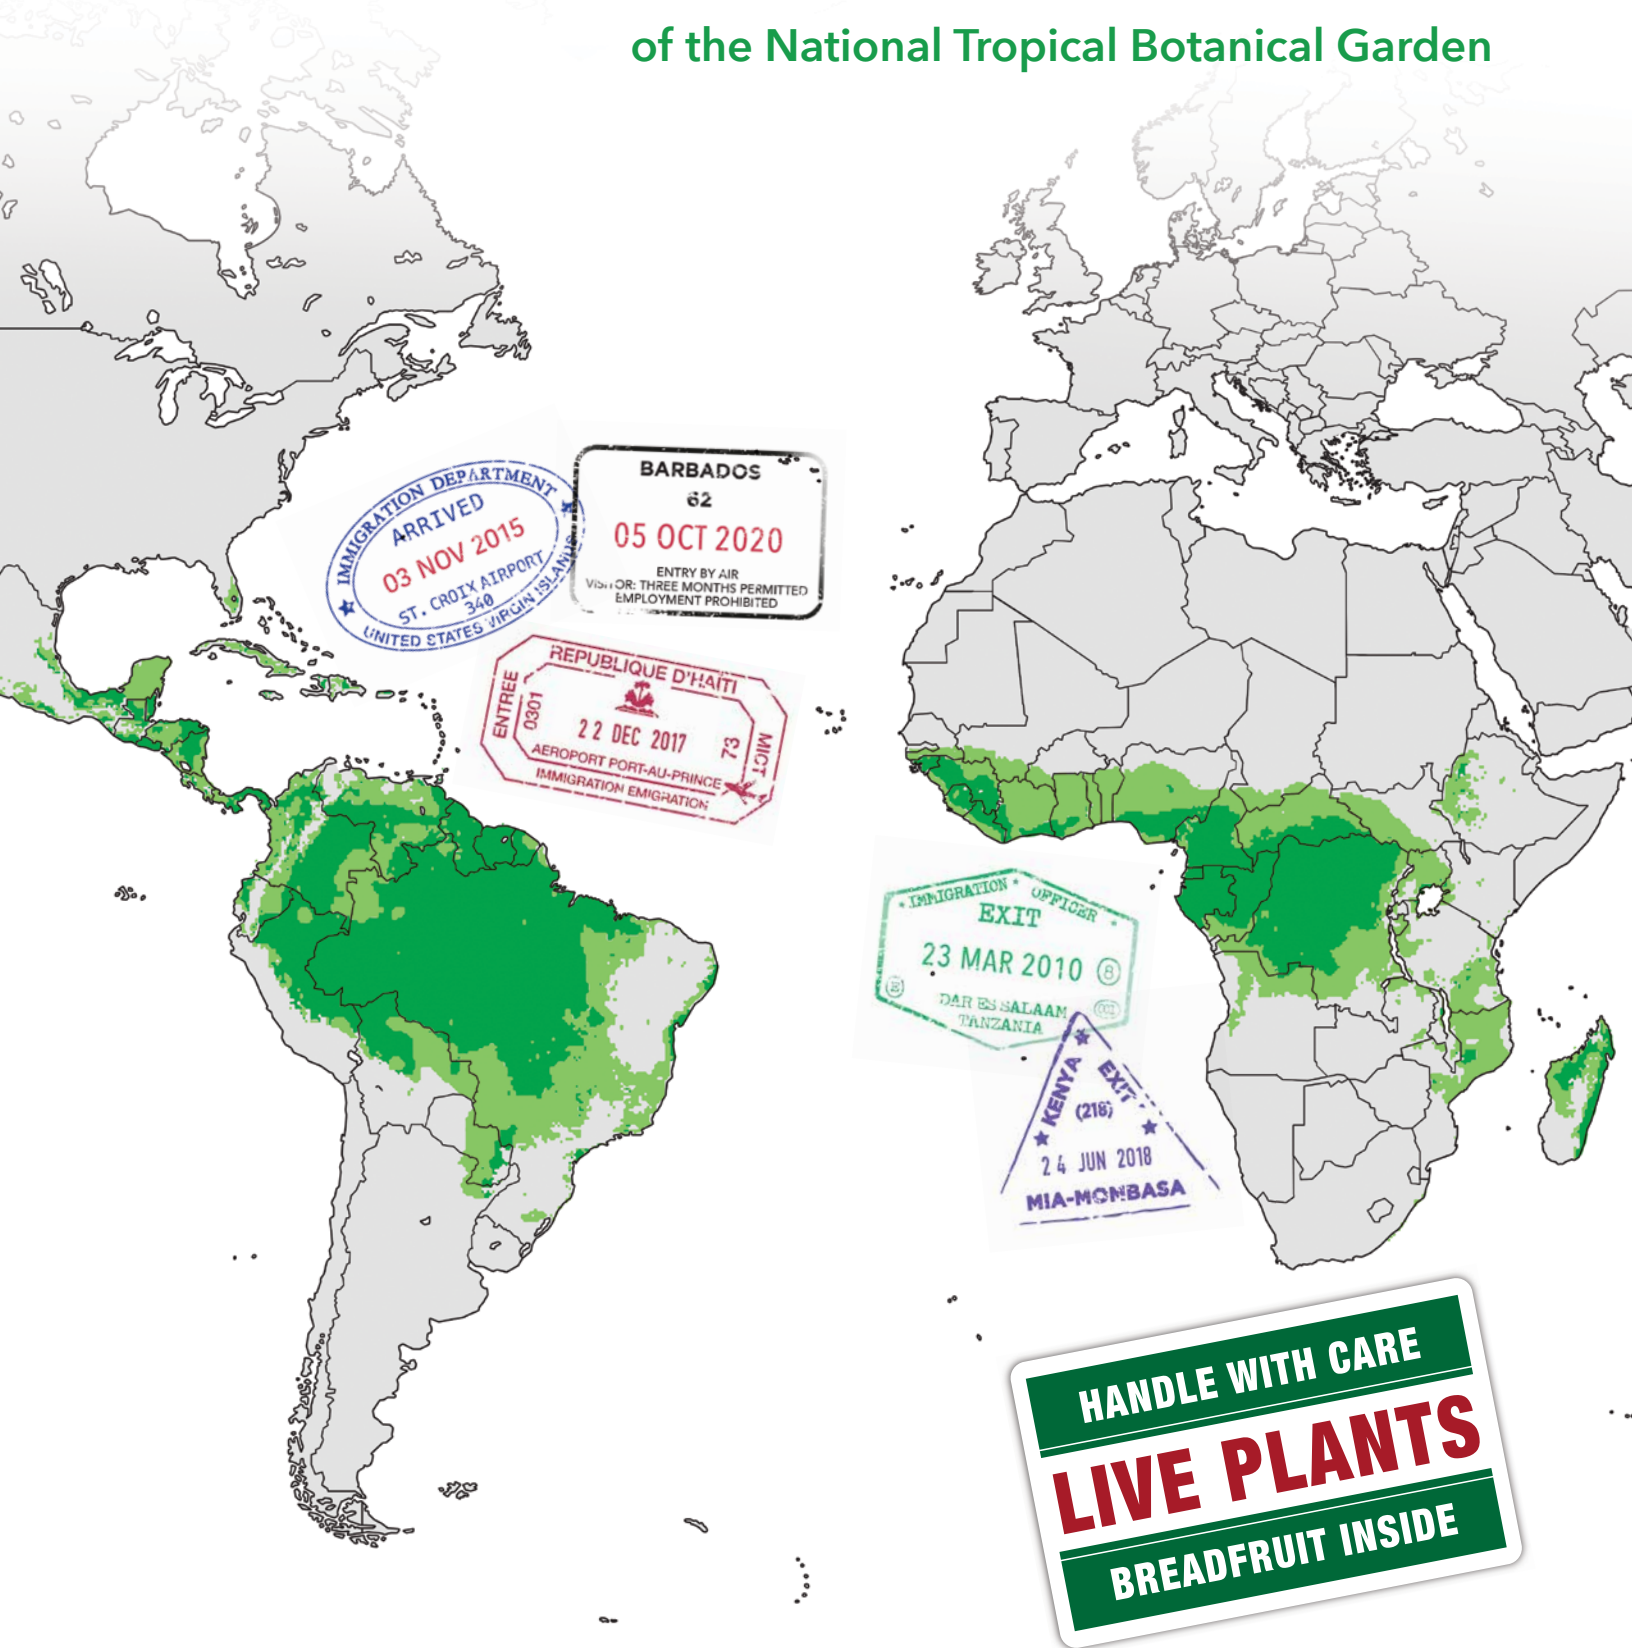 of the National Tropical Botanical Garden
IMMIGRATION DEPARTMENT
ARRIVED
03 NOV 2015
ST. CROIX AIRPORT
340
UNITED STATES VIRGIN ISLANDS
BARBADOS
62
05 OCT 2020
ENTRY BY AIR
VISITOR: THREE MONTHS PERMITTED
EMPLOYMENT PROHIBITED
REPUBLIQUE D'HAITI
ENTREE
0301
22 DEC 2017
73
MICT
AEROPORT PORT-AU-PRINCE
IMMIGRATION EMIGRATION
IMMIGRATION OFFICER
EXIT
23 MAR 2010 8
E
DAR ES SALAAM
TANZANIA
KENYA EXIT
(218)
24 JUN 2018
MIA-MONBASA
HANDLE WITH CARE
LIVE PLANTS
BREADFRUIT INSIDE